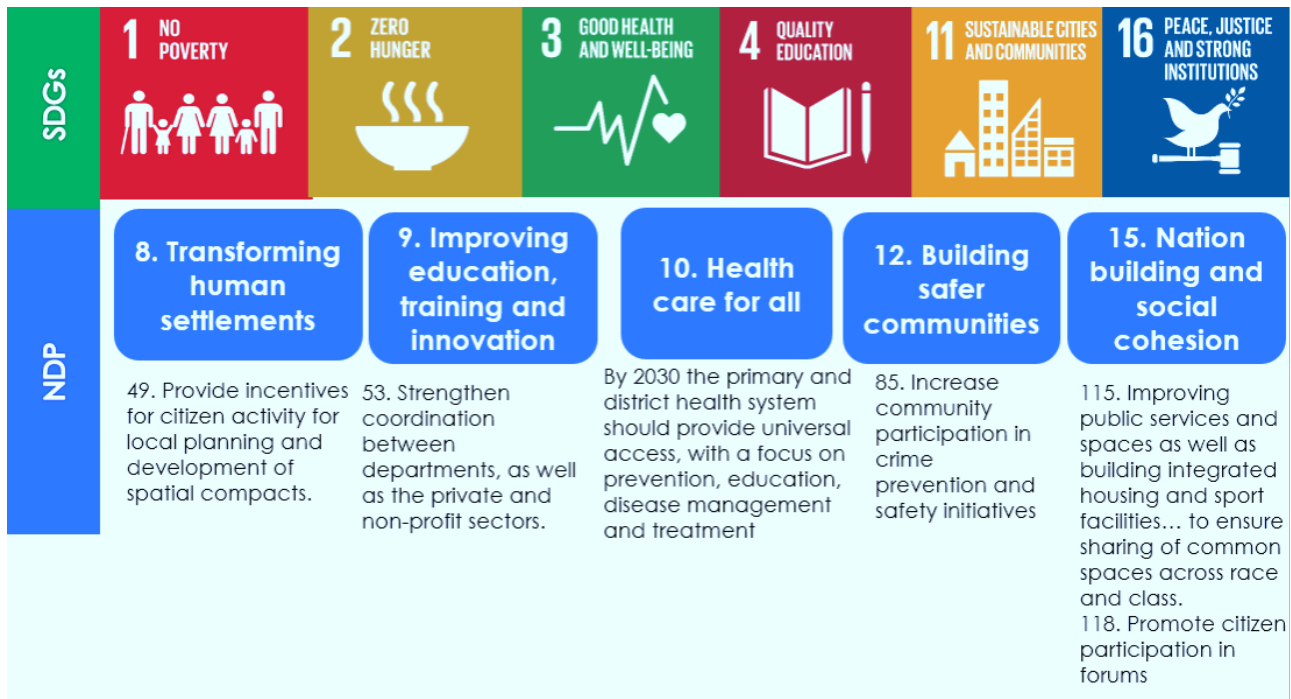 SDGs
1 NO
POVERTY
2 ZERO
HUNGER
3 GOOD HEALTH
AND WELL-BEING
4 QUALITY
EDUCATION
11 SUSTAINABLE CITIES
AND COMMUNITIES
16 PEACE, JUSTICE
AND STRONG
INSTITUTIONS
NDP
8. Transforming
human
settlements
49. Provide incentives
for citizen activity for
local planning and
development of
spatial compacts.
9. Improving
education,
training and
innovation
53. Strengthen
coordination
between
departments, as well
as the private and
non-profit sectors.
10. Health
care for all
By 2030 the primary and
district health system
should provide universal
access, with a focus on
prevention, education,
disease management
and treatment
12. Building
safer
communities
85. Increase
community
participation in
crime
prevention and
safety initiatives
15. Nation
building and
social
cohesion
115. Improving
public services and
spaces as well as
building integrated
housing and sport
facilities… to ensure
sharing of common
spaces across race
and class.
118. Promote citizen
participation in
forums